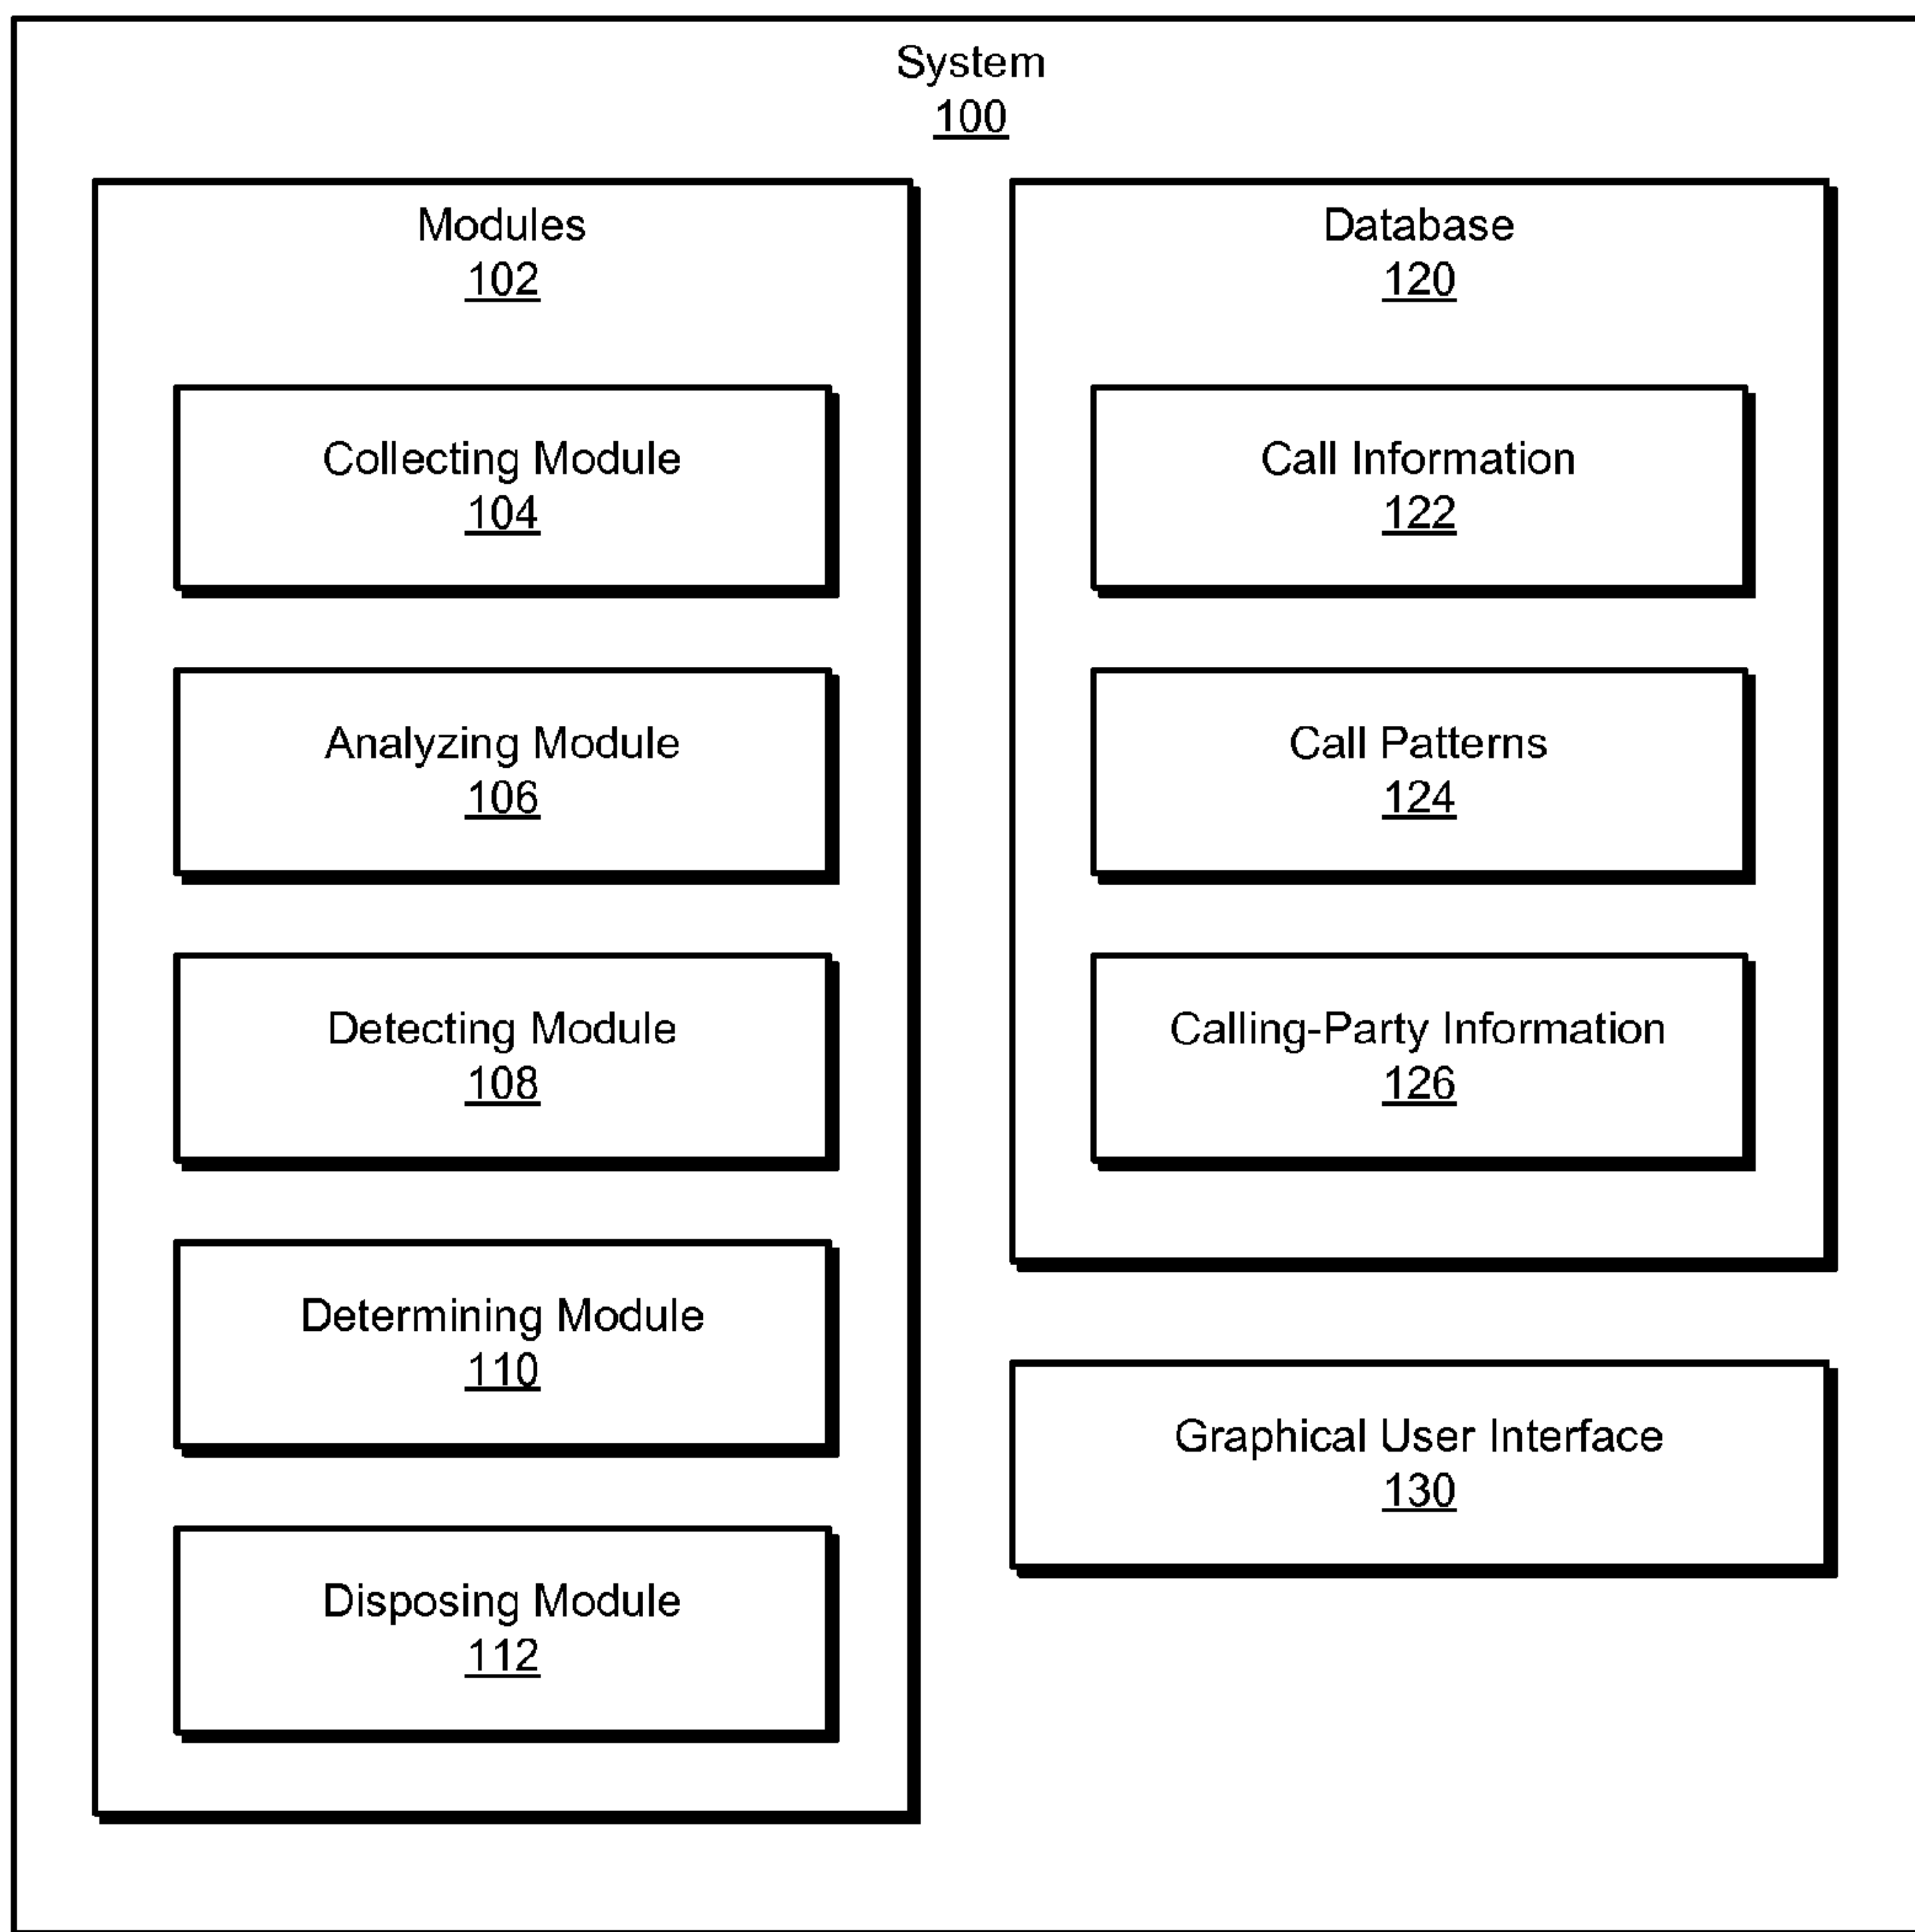 System
100
Modules
102
Collecting Module
104
Analyzing Module
106
Detecting Module
108
Determining Module
110
Disposing Module
112
Database
120
Call Information
122
Call Patterns
124
Calling-Party Information
126
Graphical User Interface
130